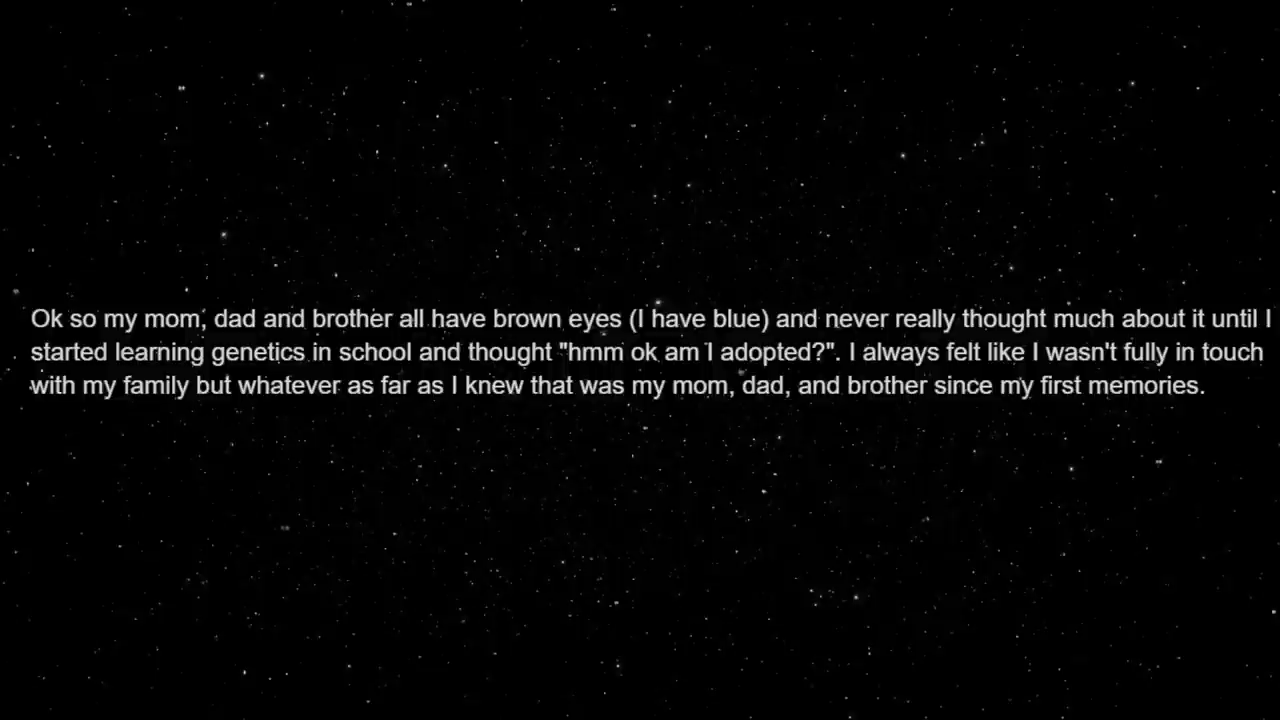 Ok so my mom, dad and brother all have brown eyes (I have blue) and never really thought much about it until I
started learning genetics in school and thought "hmm ok am I adopted?". I always felt like I wasn't fully in touch
with my family but whatever as far as I knew that was my mom, dad, and brother since my first memories.